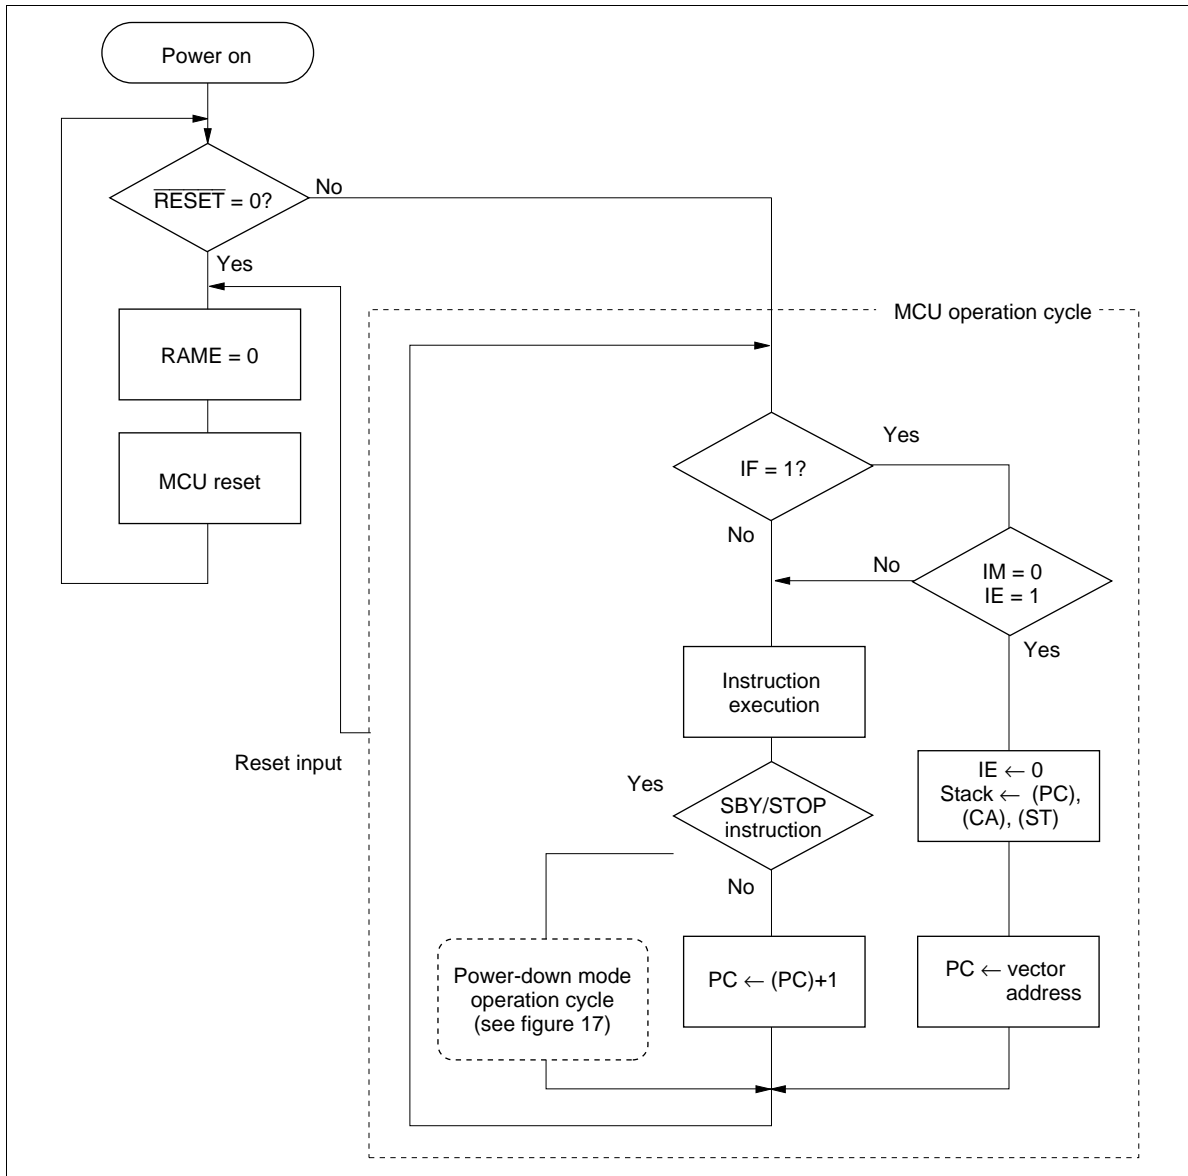 Power on
R̅E̅S̅E̅T̅ = 0?
No
Yes
RAME = 0
MCU reset
MCU operation cycle
IF = 1?
Yes
No
IM = 0
IE = 1
No
Yes
Instruction
execution
Reset input
Yes
SBY/STOP
instruction
No
IE ← 0
Stack ← (PC),
(CA), (ST)
Power-down mode
operation cycle
(see figure 17)
PC ← (PC)+1
PC ← vector
address